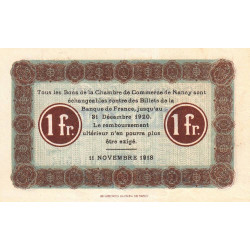 Tous les Bons de la Chambre de Commerce de Nancy sont
échangeables contre des Billets de la
Banque de France, jusqu'au
31 Décembre 1920.
Le remboursement
ultérieur n'en pourra plus
être exigé.
1 fr. 1 fr.
11 NOVEMBRE 1918